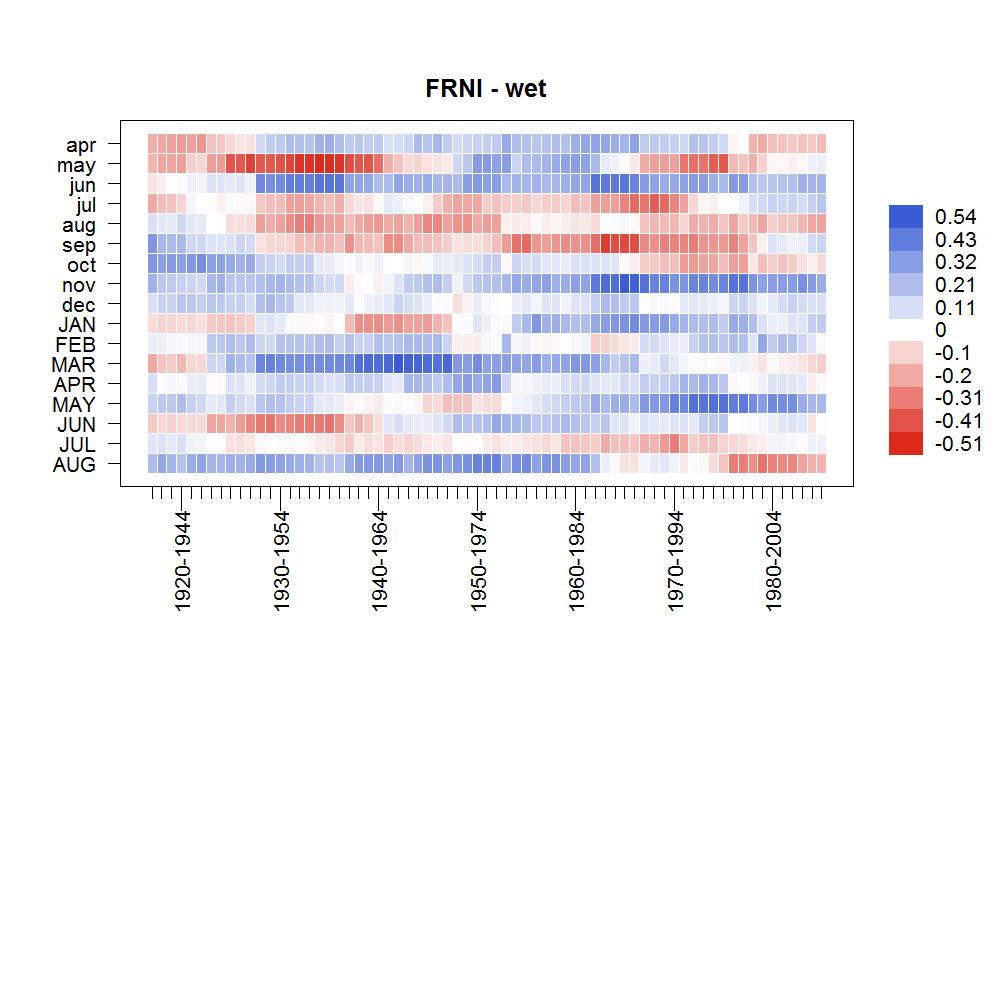 FRNI - wet
apr
may
jun
jul
aug
sep
oct
nov
dec
JAN
FEB
MAR
APR
MAY
JUN
JUL
AUG
0.54
0.43
0.32
0.21
0.11
0
-0.1
-0.2
-0.31
-0.41
-0.51
1920-1944
1930-1954
1940-1964
1950-1974
1960-1984
1970-1994
1980-2004